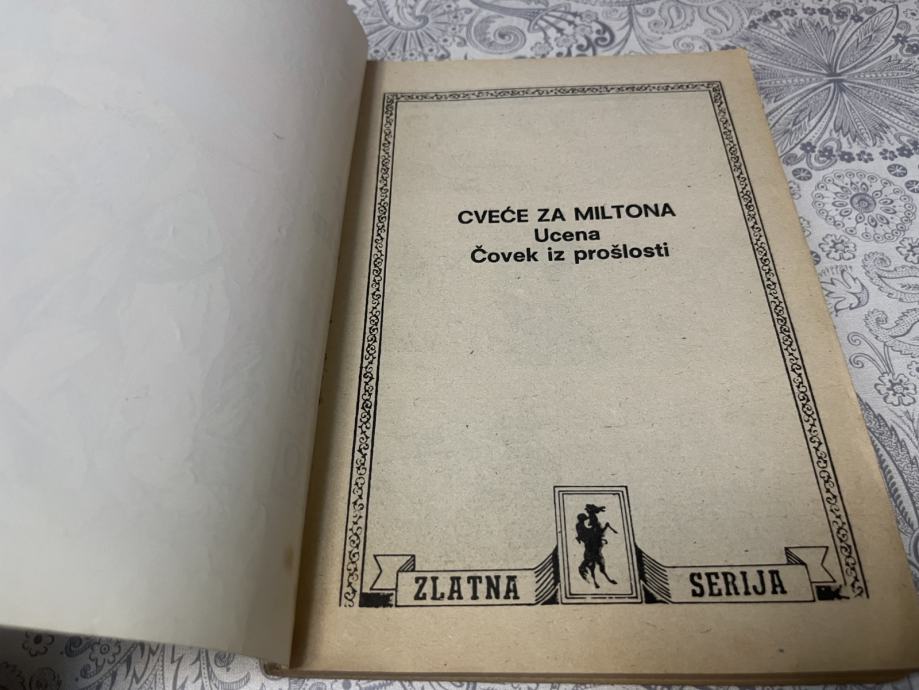 CVEĆE ZA MILTONA
Ucena
Čovek iz prošlosti
ZLATNA SERIJA